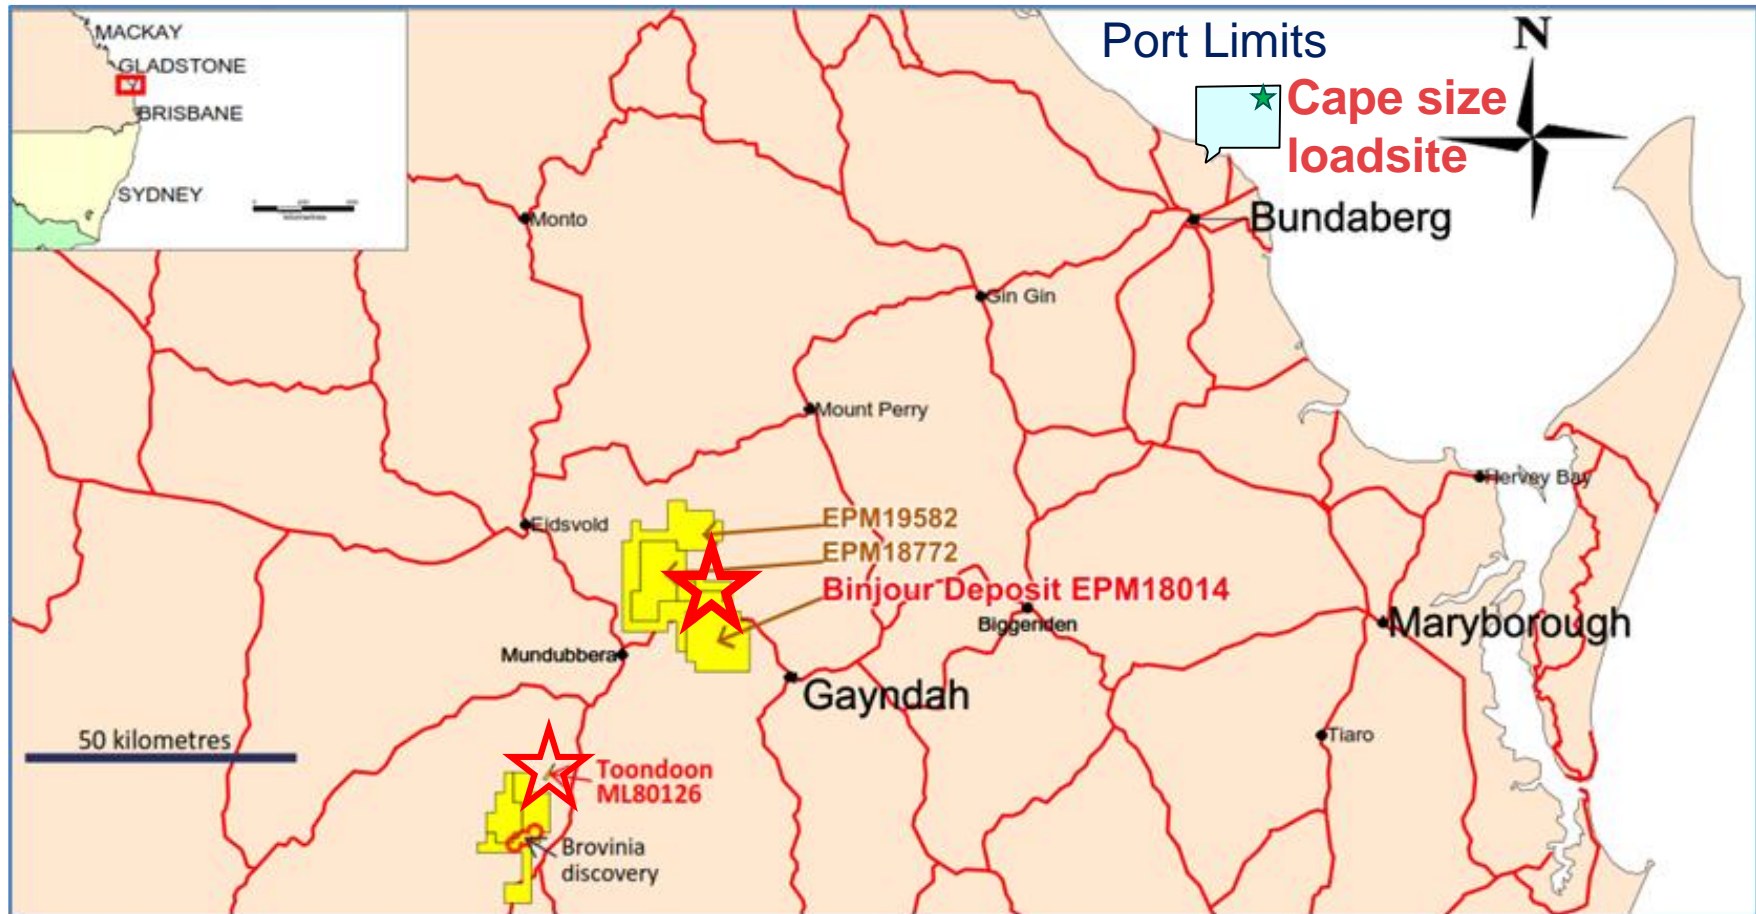 MACKAY
GLADSTONE
BRISBANE
SYDNEY
Port Limits
N
Cape size
loadsite
Monto
Bundaberg
Gin Gin
Mount Perry
Hervey Bay
Eidsvold
EPM19582
EPM18772
Binjour Deposit EPM18014
Biggenden
Maryborough
Mundubbera
Gayndah
50 kilometres
Tiaro
Toondoon
ML80126
Brovinia
discovery